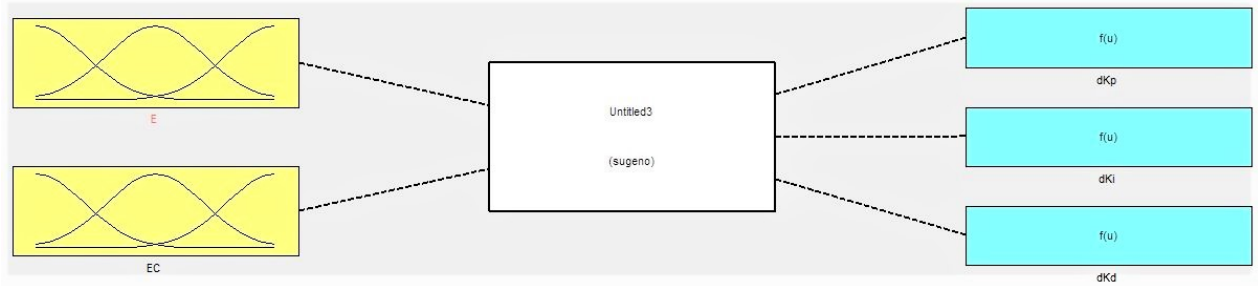 E
EC
Untitled3
(sugeno)
f(u)
dKp
f(u)
dKi
f(u)
dKd